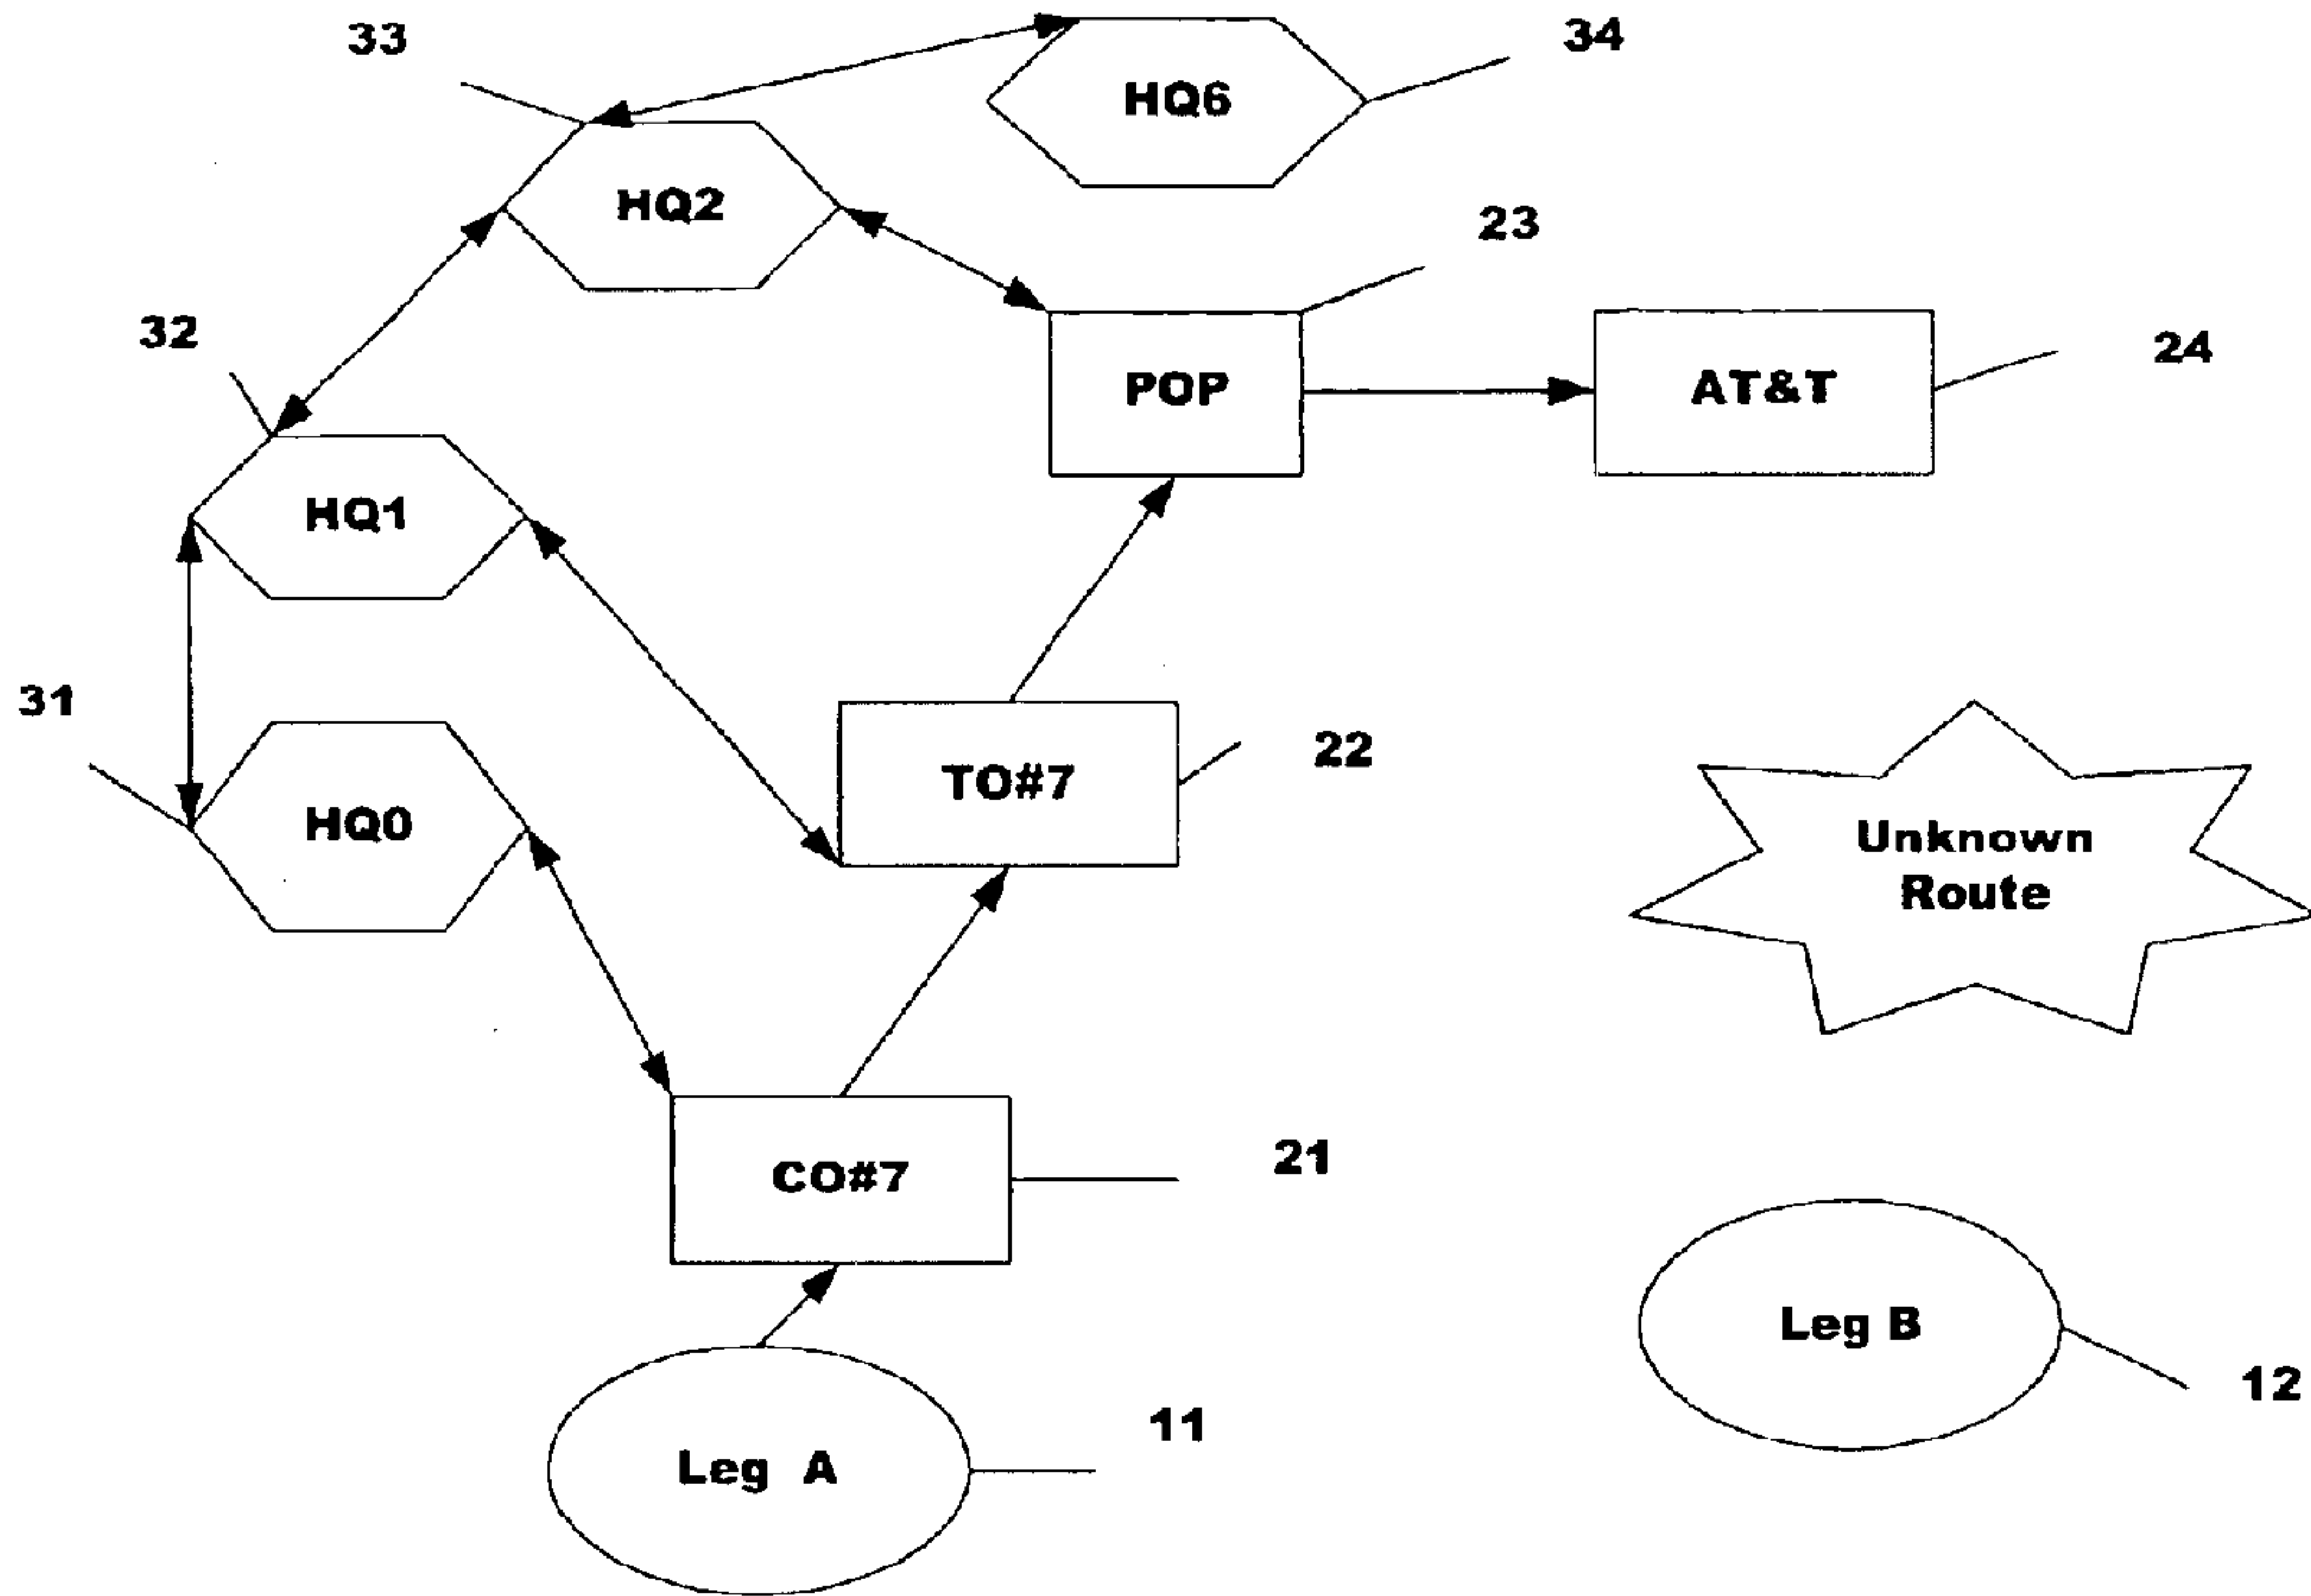 33
34
HQ6
HQ2
23
32
POP
AT&T
24
HQ1
31
22
TO#7
HQ0
Unknown
Route
21
CO#7
Leg B
12
11
Leg A